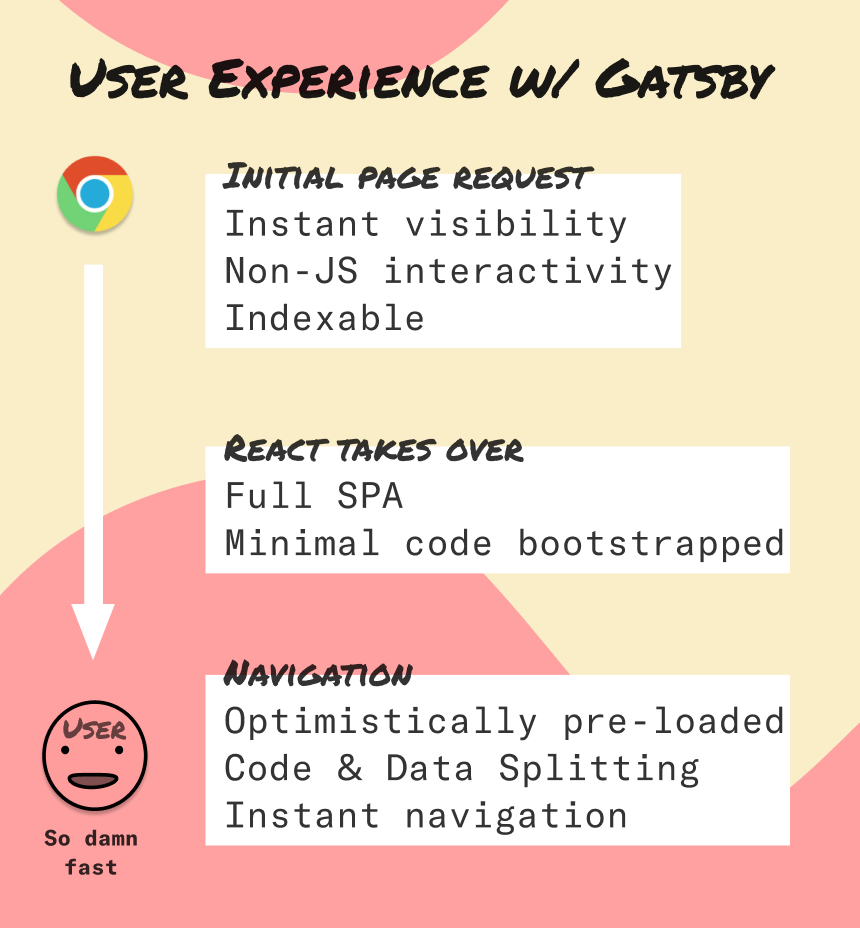 User Experience w/ Gatsby
Initial page request
Instant visibility
Non-JS interactivity
Indexable
React takes over
Full SPA
Minimal code bootstrapped
Navigation
Optimistically pre-loaded
Code & Data Splitting
Instant navigation
User
So damn
fast